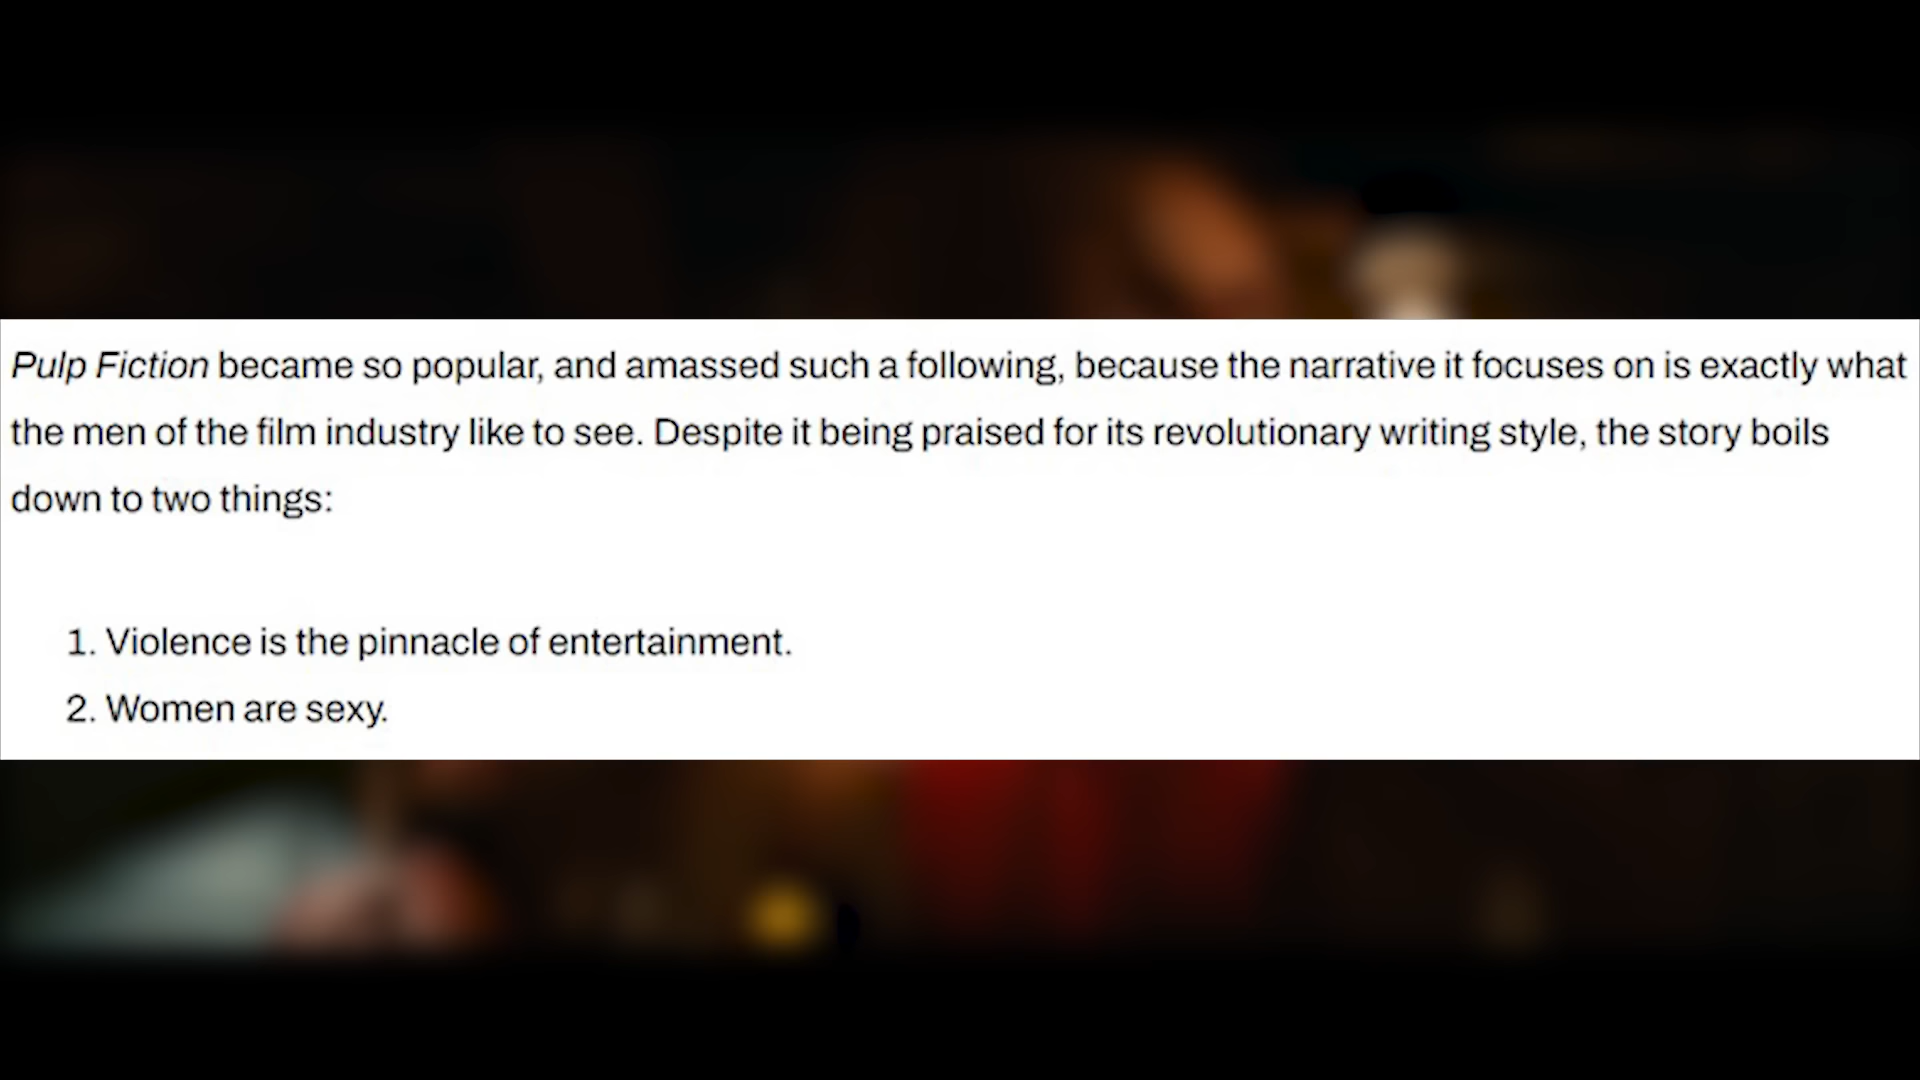 Pulp Fiction became so popular, and amassed such a following, because the narrative it focuses on is exactly what
the men of the film industry like to see. Despite it being praised for its revolutionary writing style, the story boils
down to two things:
1. Violence is the pinnacle of entertainment.
2. Women are sexy.